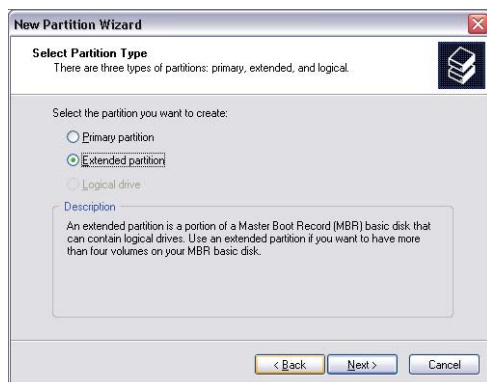 New Partition Wizard
Select Partition Type
There are three types of partitions: primary, extended, and logical.
Select the partition you want to create:
Primary partition
Extended partition
Logical drive
Description
An extended partition is a portion of a Master Boot Record (MBR) basic disk that
can contain logical drives. Use an extended partition if you want to have more
than four volumes on your MBR basic disk.
< Back Next > Cancel